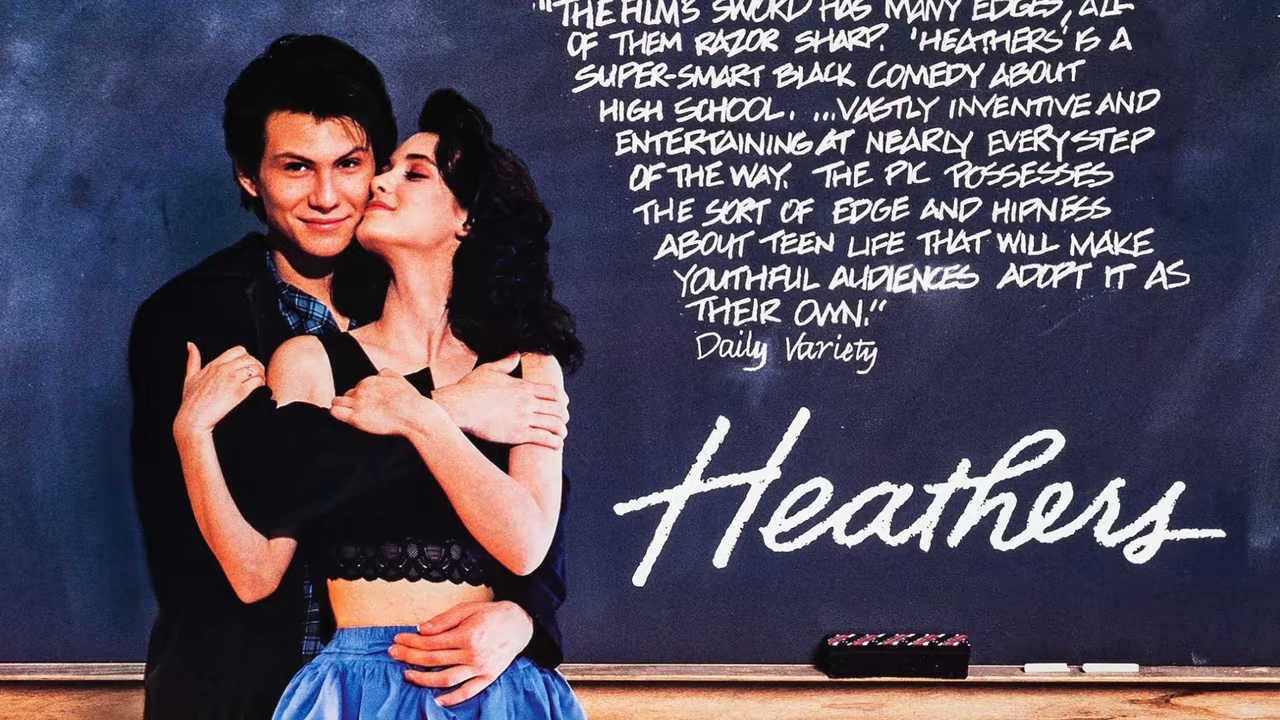 "THE FILM'S SWORD HAS MANY EDGES, ALL
OF THEM RAZOR SHARP. 'HEATHERS' IS A
SUPER-SMART BLACK COMEDY ABOUT
HIGH SCHOOL. ...VASTLY INVENTIVE AND
ENTERTAINING AT NEARLY EVERY STEP
OF THE WAY. THE PIC POSSESSES
THE SORT OF EDGE AND HIPNESS
ABOUT TEEN LIFE THAT WILL MAKE
YOUTHFUL AUDIENCES ADOPT IT AS
THEIR OWN."
Daily Variety
Heathers